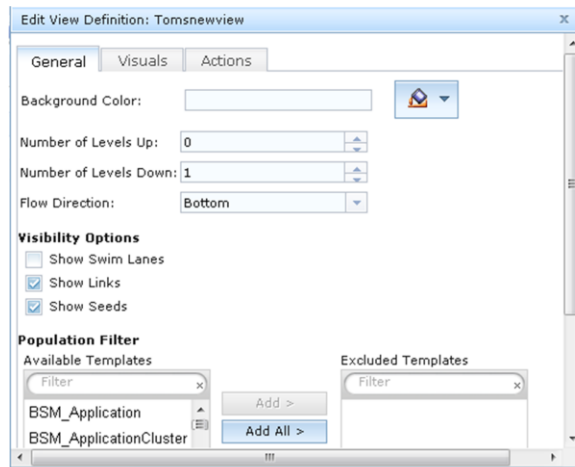 Edit View Definition: Tomsnewview x
General Visuals Actions
Background Color:
Number of Levels Up: 0
Number of Levels Down: 1
Flow Direction: Bottom
Visibility Options
Show Swim Lanes
Show Links
Show Seeds
Population Filter
Available Templates Excluded Templates
Filter x Filter x
BSM_Application Add >
BSM_ApplicationCluster Add All >